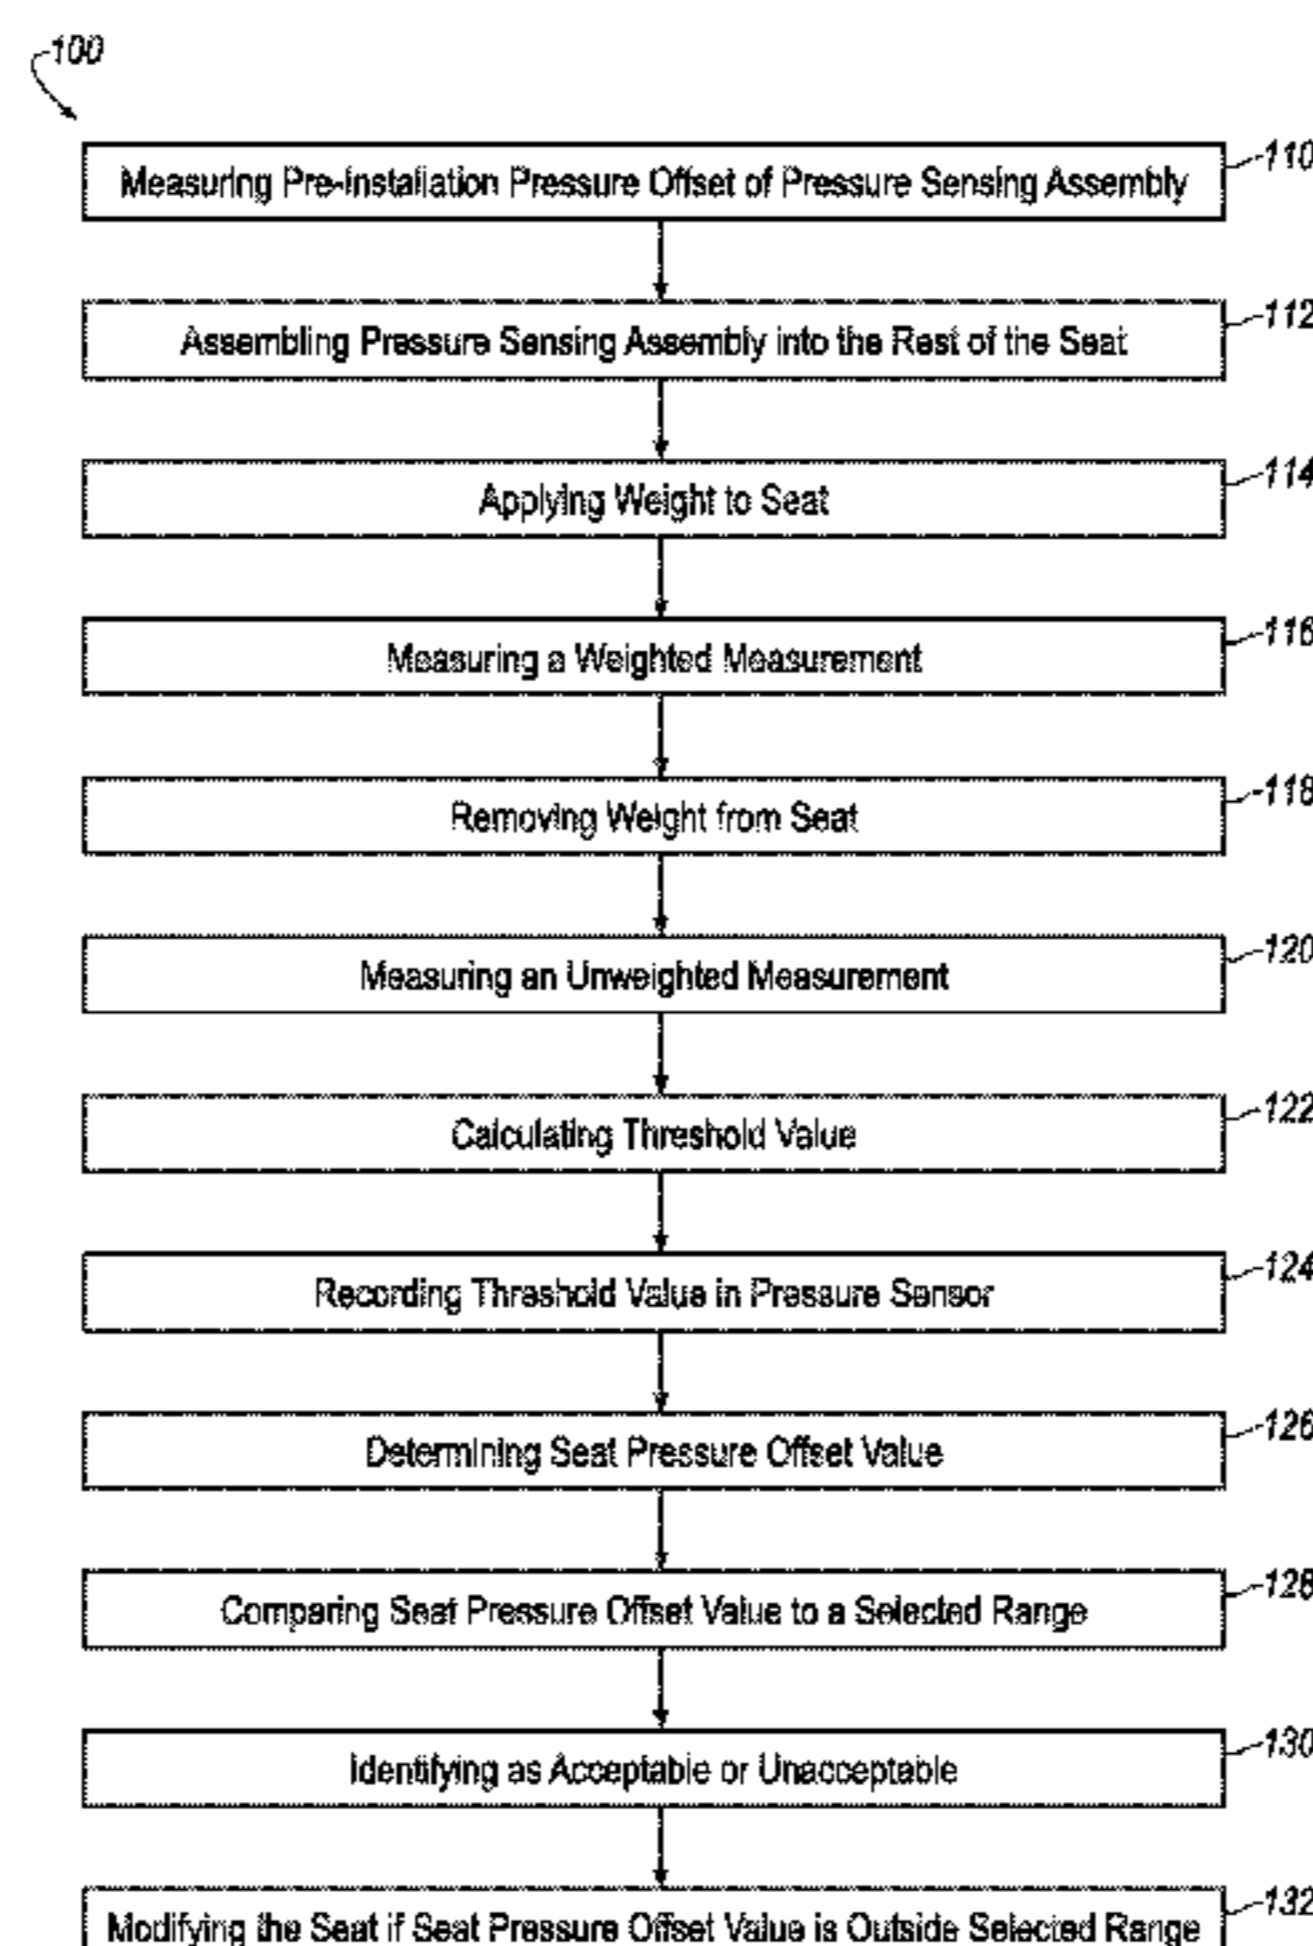 100
Measuring Pre-Installation Pressure Offset of Pressure Sensing Assembly
110
Assembling Pressure Sensing Assembly into the Rest of the Seat
112
Applying Weight to Seat
114
Measuring a Weighted Measurement
116
Removing Weight from Seat
118
Measuring an Unweighted Measurement
120
Calculating Threshold Value
122
Recording Threshold Value in Pressure Sensor
124
Determining Seat Pressure Offset Value
126
Comparing Seat Pressure Offset Value to a Selected Range
128
Identifying as Acceptable or Unacceptable
130
Modifying the Seat if Seat Pressure Offset Value is Outside Selected Range
132